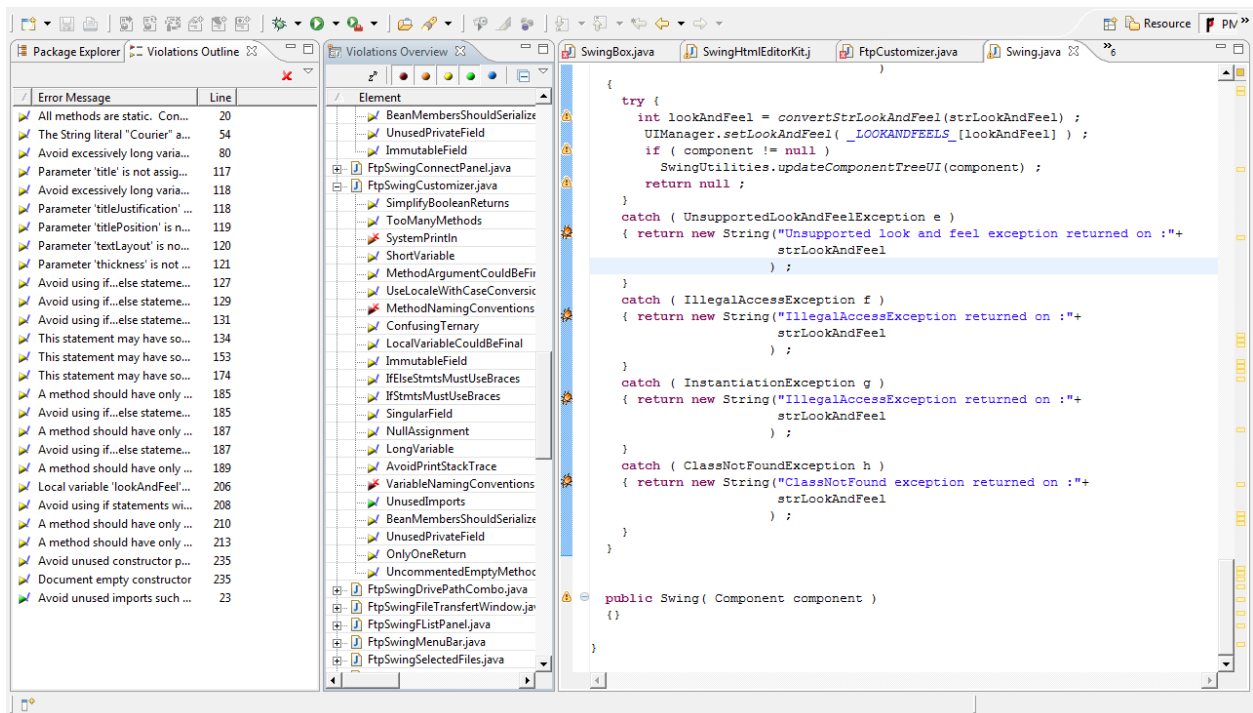 Resource PM »
Package Explorer Violations Outline
Error Message Line
All methods are static. Con... 20
The String literal "Courier" a... 54
Avoid excessively long varia... 80
Parameter 'title' is not assig... 117
Avoid excessively long varia... 118
Parameter 'titleJustification' ... 118
Parameter 'titlePosition' is n... 119
Parameter 'textLayout' is no... 120
Parameter 'thickness' is not ... 121
Avoid using if...else stateme... 127
Avoid using if...else stateme... 129
Avoid using if...else stateme... 131
This statement may have so... 134
This statement may have so... 153
This statement may have so... 174
A method should have only ... 185
Avoid using if...else stateme... 185
A method should have only ... 187
Avoid using if...else stateme... 187
A method should have only ... 189
Local variable 'lookAndFeel'... 206
Avoid using if statements wi... 208
A method should have only ... 210
A method should have only ... 213
Avoid unused constructor p... 235
Document empty constructor 235
Avoid unused imports such ... 23
Violations Overview
Element
BeanMembersShouldSerialize
UnusedPrivateField
ImmutableField
FtpSwingConnectPanel.java
FtpSwingCustomizer.java
SimplifyBooleanReturns
TooManyMethods
SystemPrintln
ShortVariable
MethodArgumentCouldBeFin
UseLocaleWithCaseConversio
MethodNamingConventions
ConfusingTernary
LocalVariableCouldBeFinal
ImmutableField
IfElseStmtsMustUseBraces
IfStmtsMustUseBraces
SingularField
NullAssignment
LongVariable
AvoidPrintStackTrace
VariableNamingConventions
UnusedImports
BeanMembersShouldSerialize
UnusedPrivateField
OnlyOneReturn
UncommentedEmptyMethod
FtpSwingDrivePathCombo.java
FtpSwingFileTransfertWindow.jav
FtpSwingFListPanel.java
FtpSwingMenuBar.java
FtpSwingSelectedFiles.java
SwingBox.java SwingHtmlEditorKit.j FtpCustomizer.java Swing.java »6
)
{
try {
int lookAndFeel = convertStrLookAndFeel(strLookAndFeel) ;
UIManager.setLookAndFeel( _LOOKANDFEELS_[lookAndFeel] ) ;
if ( component != null )
SwingUtilities.updateComponentTreeUI(component) ;
return null ;
}
catch ( UnsupportedLookAndFeelException e )
{ return new String("Unsupported look and feel exception returned on :"+
strLookAndFeel
) ;
}
catch ( IllegalAccessException f )
{ return new String("IllegalAccessException returned on :"+
strLookAndFeel
) ;
}
catch ( InstantiationException g )
{ return new String("IllegalAccessException returned on :"+
strLookAndFeel
) ;
}
catch ( ClassNotFoundException h )
{ return new String("ClassNotFound exception returned on :"+
strLookAndFeel
) ;
}
}
public Swing( Component component )
{}
}